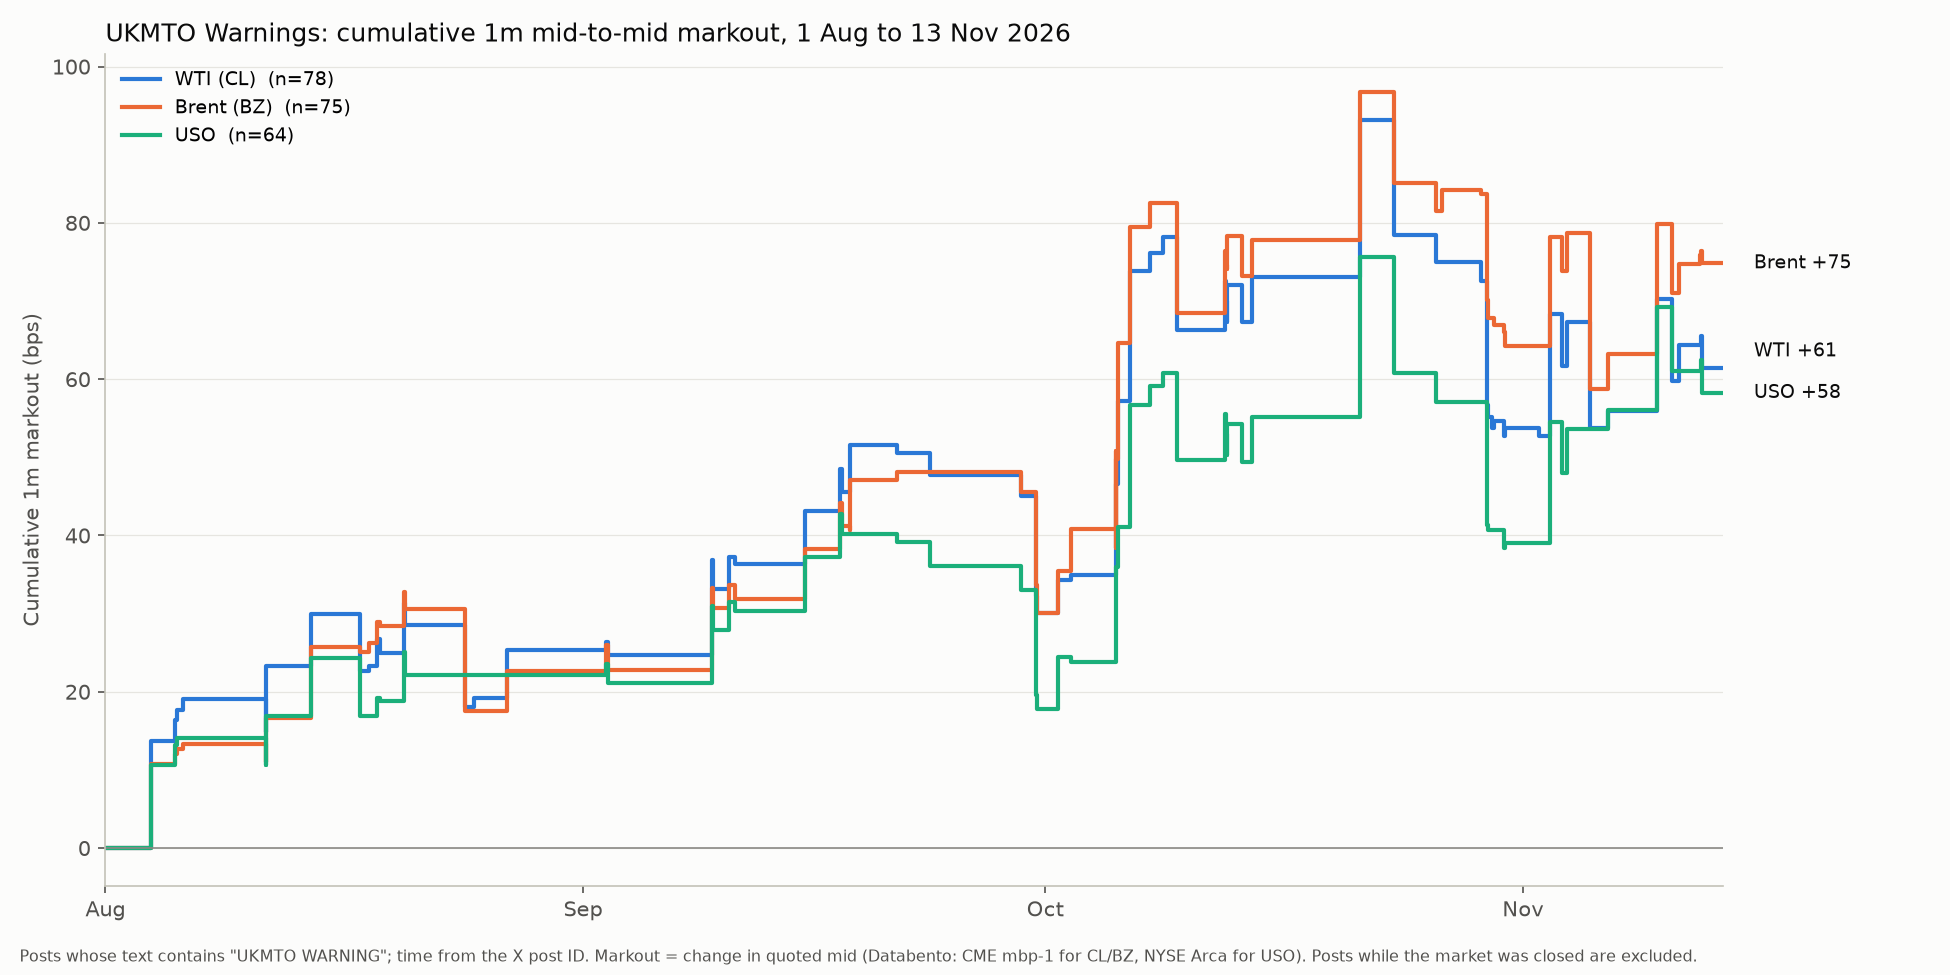 UKMTO Warnings: cumulative 1m mid-to-mid markout, 1 Aug to 13 Nov 2026
WTI (CL)  (n=78)
Brent (BZ)  (n=75)
USO  (n=64)
Cumulative 1m markout (bps)
100
80
60
40
20
0
Brent +75
WTI +61
USO +58
Aug
Sep
Oct
Nov
Posts whose text contains "UKMTO WARNING"; time from the X post ID. Markout = change in quoted mid (Databento: CME mbp-1 for CL/BZ, NYSE Arca for USO). Posts while the market was closed are excluded.